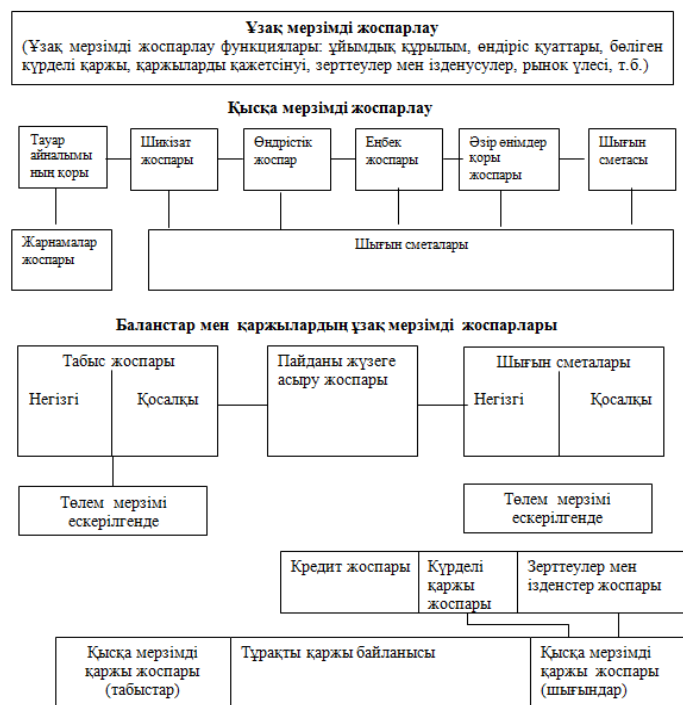 Ұзақ мерзімді жоспарлау
(Ұзақ мерзімді жоспарлау функциялары: ұйымдық құрылым, өндіріс қуаттары, бөліген
күрделі қаржы, қаржыларды қажетсінуі, зерттеулер мен ізденусулер, рынок үлесі, т.б.)
Қысқа мерзімді жоспарлау
Тауар
айналымы
ның қоры
Шикізат
жоспары
Өндрістік
жоспар
Еңбек
жоспары
Әзір өнімдер
қоры
жоспары
Шығын
сметасы
Жарнамалар
жоспары
Шығын сметалары
Баланстар мен қаржылардың ұзақ мерзімді жоспарлары
Табыс жоспары
Негізгі
Қосалқы
Пайданы жүзеге
асыру жоспары
Шығын сметалары
Негізгі
Қосалқы
Төлем мерзімі
ескерілгенде
Төлем мерзімі
ескерілгенде
Кредит жоспары
Күрделі
қаржы
жоспары
Зерттеулер мен
ізденстер жоспары
Қысқа мерзімді
қаржы жоспары
(табыстар)
Тұрақты қаржы байланысы
Қысқа мерзімді
қаржы жоспары
(шығындар)